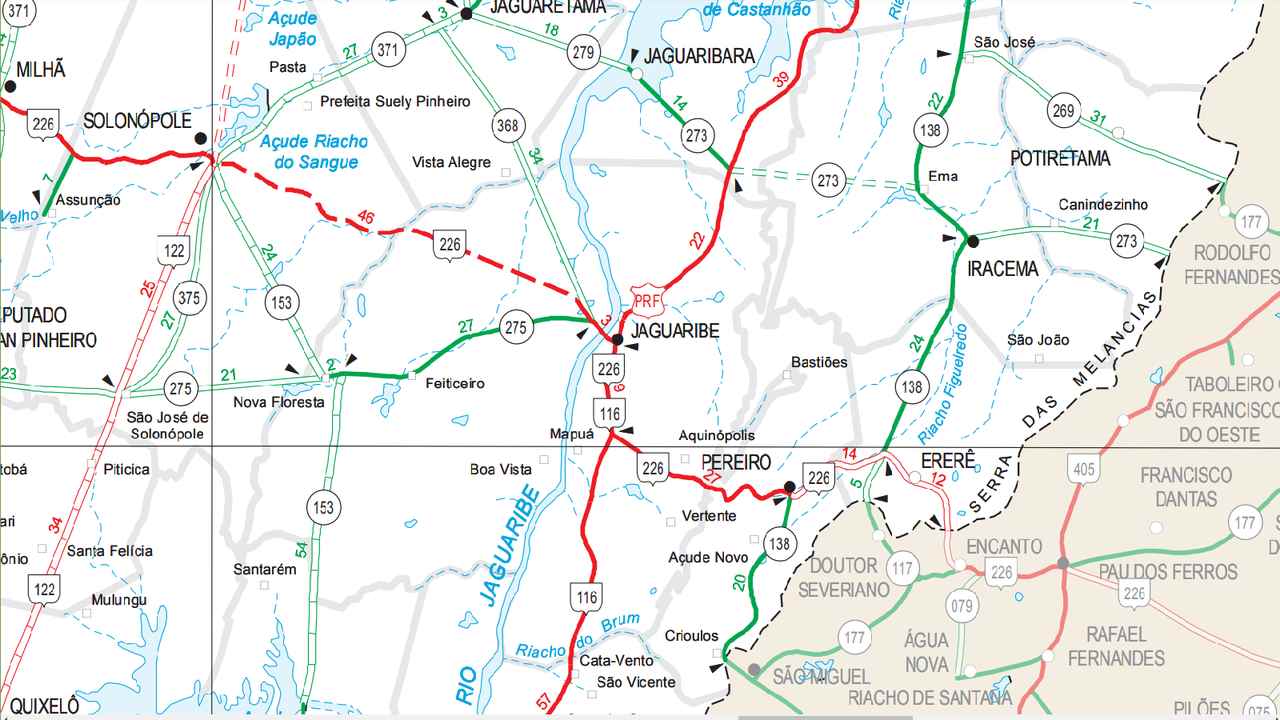 371
Açude
Japão
3
JAGUARETAMA
18
de Castanhão
27
371
279
JAGUARIBARA
39
São José
MILHÃ
Pasta
Prefeita Suely Pinheiro
14
22
269
31
226
SOLONÓPOLE
368
273
138
Açude Riacho
do Sangue
34
Vista Alegre
POTIRETAMA
7
Assunção
Velho
Ema
273
Canindezinho
46
226
122
24
22
21
273
177
RODOLFO
FERNANDES
IRACEMA
25
375
153
PRF
27
3
JAGUARIBE
PUTADO
AN PINHEIRO
27
275
24
São João
SERRA DAS MELANCIAS
Bastiões
226
9
2
23
275
21
Feiticeiro
138
Riacho Figueiredo
TABOLEIRO
Nova Floresta
116
São José de
Solonópole
SÃO FRANCISCO
DO OESTE
Mapuá
Aquinópolis
PEREIRO
14
ERERÊ
Piticica
Boa Vista
226
27
226
12
405
FRANCISCO
DANTAS
5
153
Vertente
34
177
Santa Felícia
54
138
Açude Novo
ENCANTO
DOUTOR
SEVERIANO
117
226
PAU DOS FERROS
Santarém
122
Mulungu
RIO JAGUARIBE
116
20
079
226
Riacho do Brum
Crioulos
177
ÁGUA
NOVA
RAFAEL
FERNANDES
Cata-Vento
São Vicente
SÃO MIGUEL
RIACHO DE SANTANA
57
QUIXELÔ
PILÕES
075